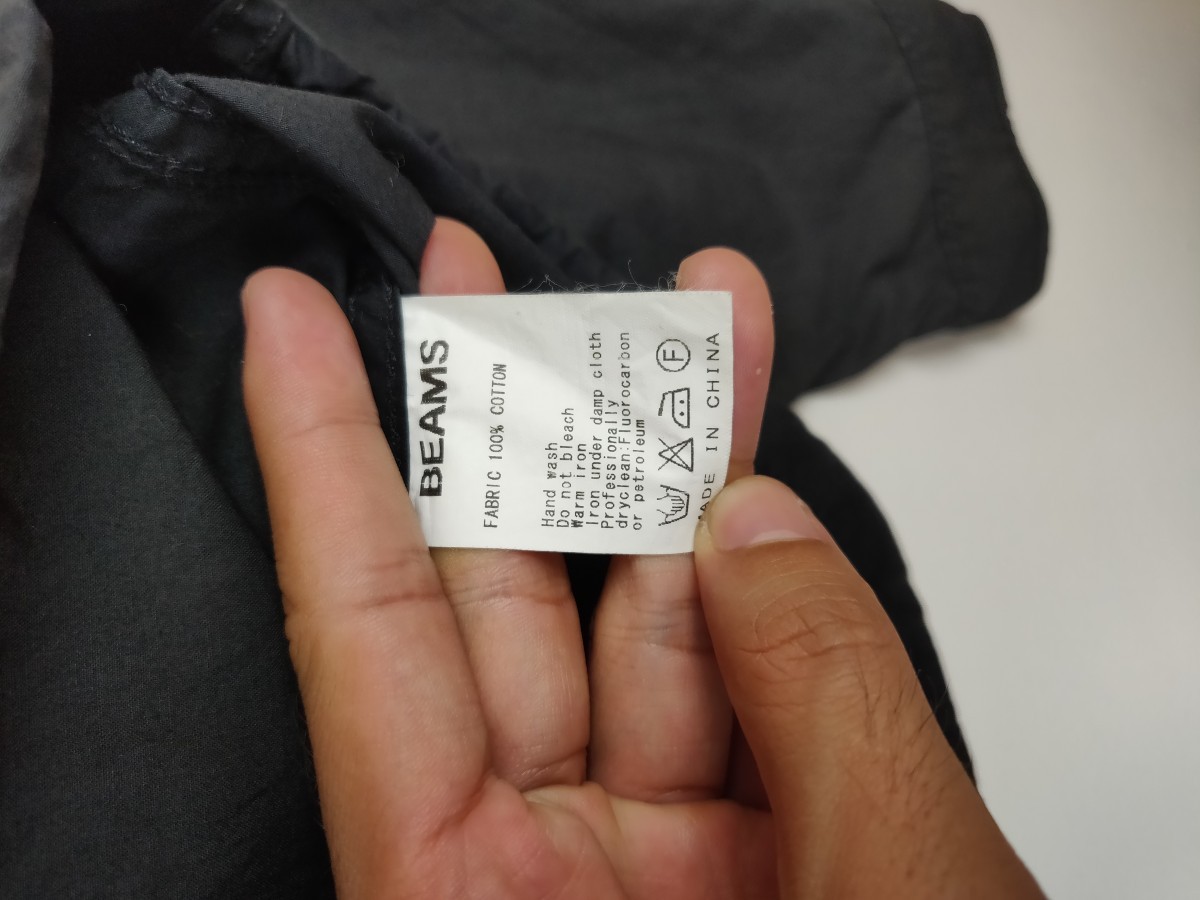 BEAMS
FABRIC 100% COTTON
Hand wash
Do not bleach
Warm iron
Iron under damp cloth
Professionally
dryclean:Fluorocarbon
or petroleum
F
MADE IN CHINA